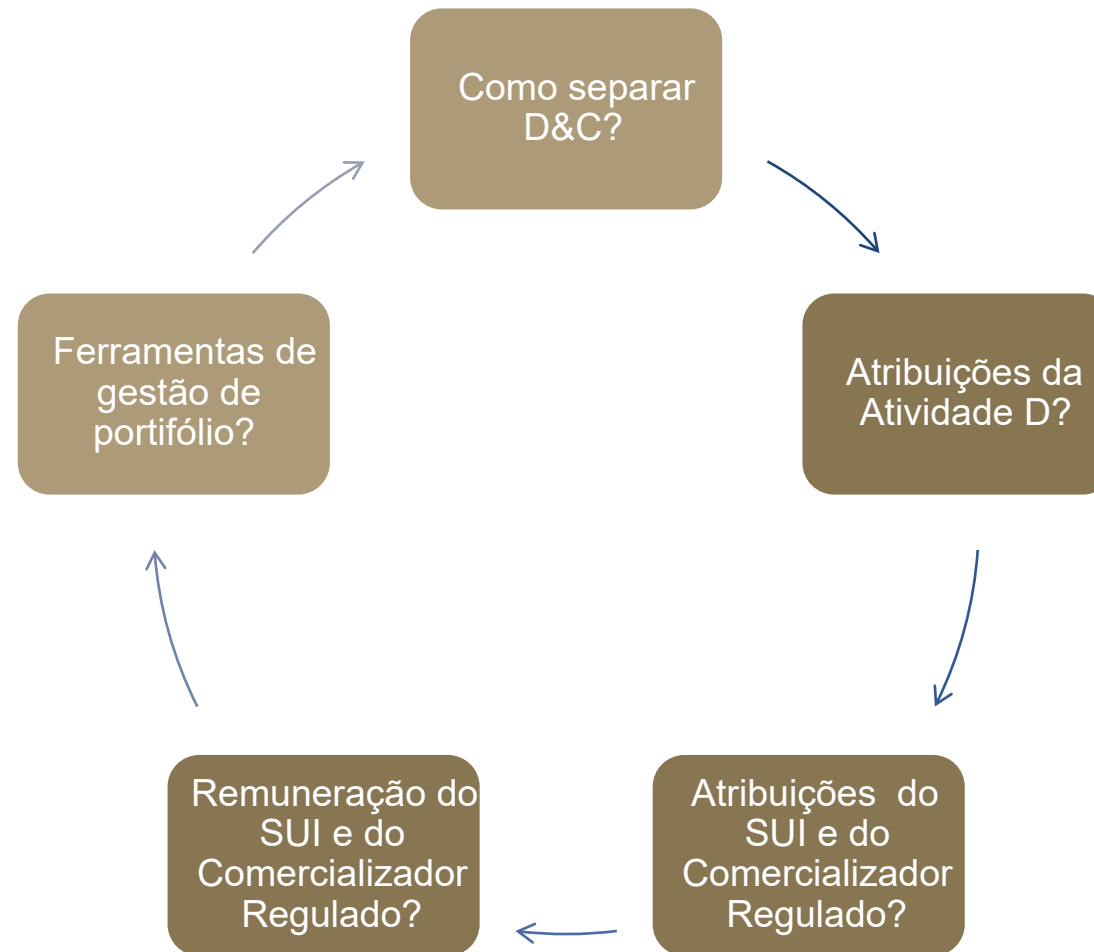 Como separar
D&C?
Atribuições da
Atividade D?
Atribuições do
SUI e do
Comercializador
Regulado?
Remuneração do
SUI e do
Comercializador
Regulado?
Ferramentas de
gestão de
portifólio?